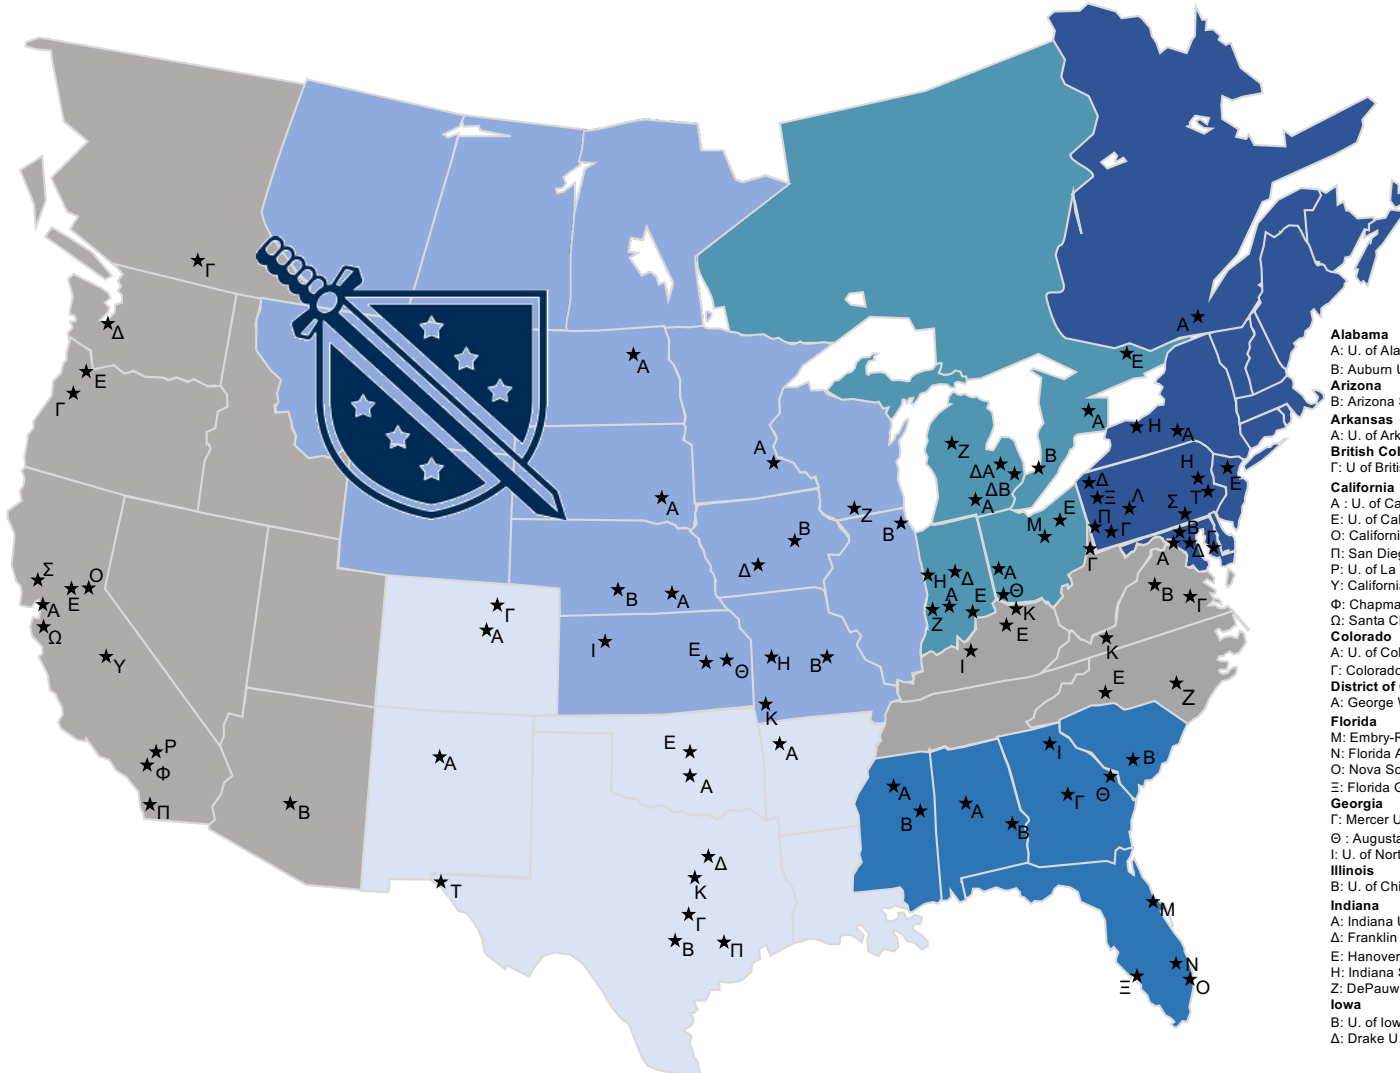 Γ
Δ
Ε
Γ
Σ
Α
Ε
Ο
Ω
Υ
Ρ
Φ
Π
Β
Γ
Α
Α
Τ
Α
Α
Β
Α
Ι
Ε
Θ
Α
Β
Δ
Η
Β
Κ
Ζ
Β
Ε
Α
Α
Δ
Κ
Γ
Β
Π
Α
Ζ
ΔΑ
ΔΒ
Α
Β
Α
Ε
Α
Μ
Ε
Α
Θ
Η
Δ
Α
Ε
Ζ
Κ
Ε
Ι
Η
Α
Δ
Ξ
Λ
Π
Γ
Η
Τ
Σ
Ε
Β
Α
Δ
Γ
Γ
Β
Γ
Κ
Ε
Ζ
Α
Β
Α
Β
Ι
Γ
Θ
Β
Μ
Ν
Ξ
Ο
Alabama
A: U. of Ala
B: Auburn U
Arizona
B: Arizona
Arkansas
A: U. of Ark
British Col
Γ: U of Briti
California
A : U. of Ca
E: U. of Cal
O: Californi
Π: San Dieg
P: U. of La
Y: Californi
Φ: Chapma
Ω: Santa Cl
Colorado
A: U. of Col
Γ: Colorado
District of
A: George W
Florida
M: Embry-R
N: Florida A
O: Nova So
Ξ: Florida G
Georgia
Γ: Mercer U
Θ : Augusta
I: U. of Nort
Illinois
B: U. of Chi
Indiana
A: Indiana U
Δ: Franklin
E: Hanover
H: Indiana S
Z: DePauw
Iowa
B: U. of Iow
Δ: Drake U.